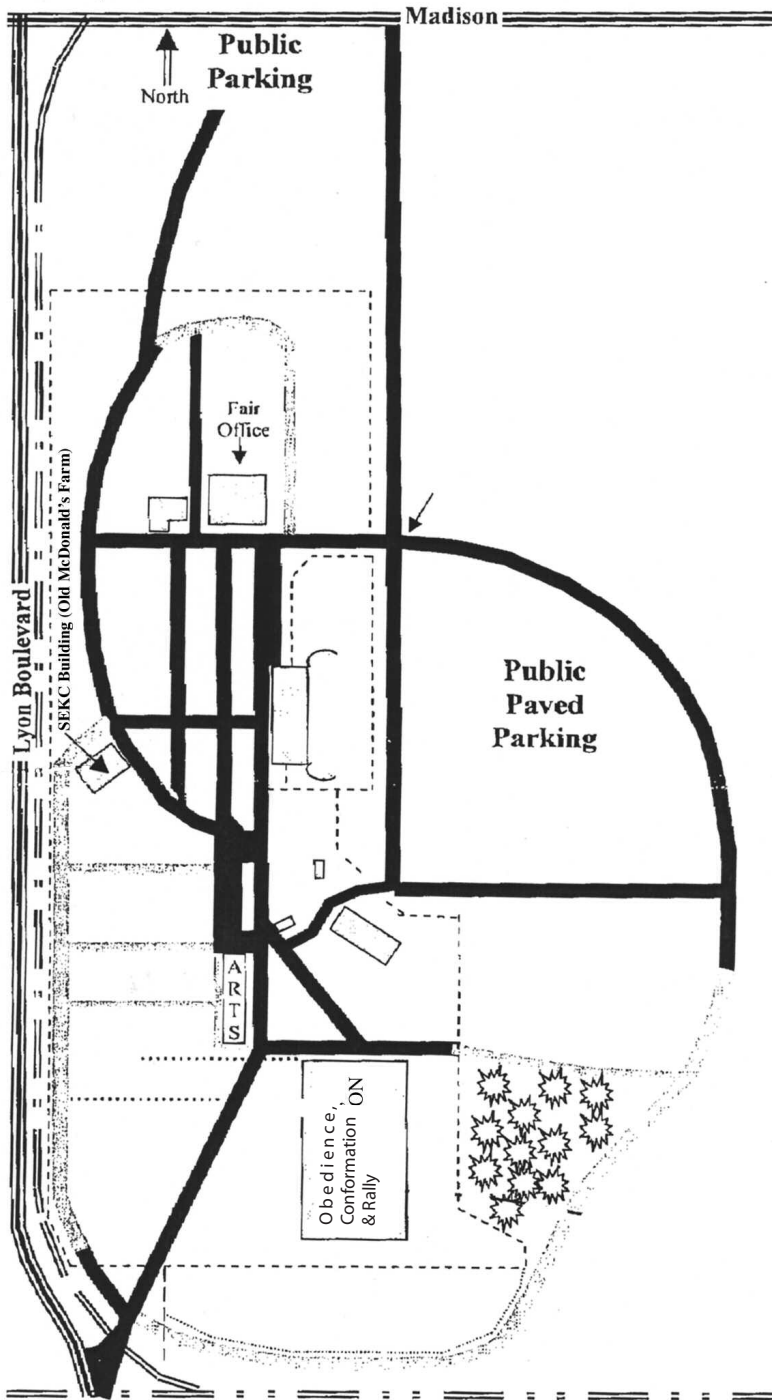 Madison
Public
Parking
North
Fair
Office
Lyon Boulevard
SEKC Building (Old McDonald's Farm)
Public
Paved
Parking
A
R
T
S
Obedience,
Conformation
& Rally
ON